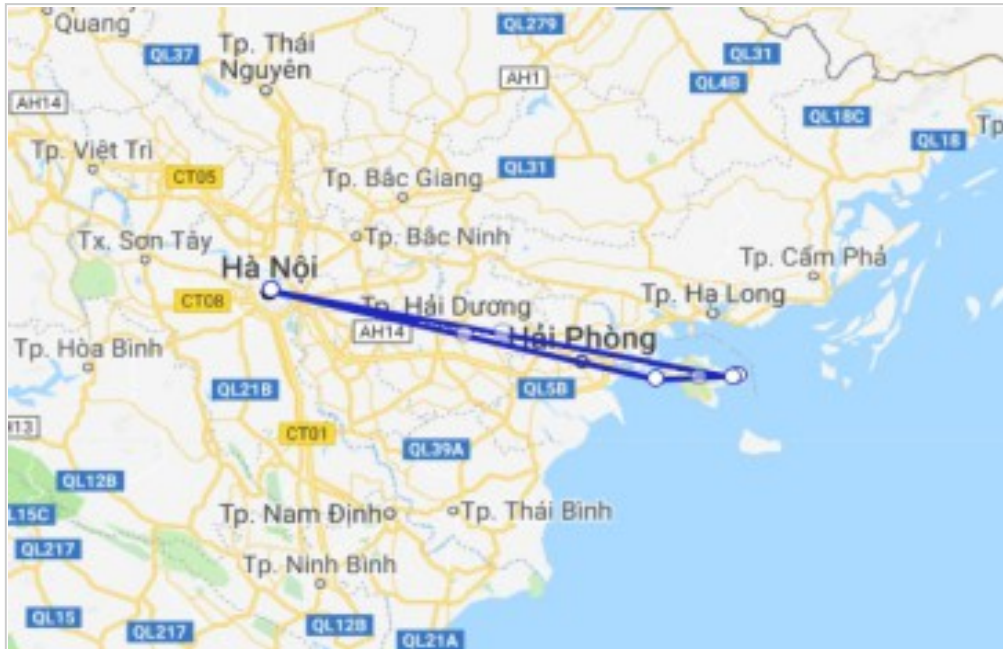 Quang
QL37
Tp. Thái
Nguyên
QL279
AH1
QL31
QL4B
AH14
QL18C
QL18
Tp
Tp. Việt Trì
CT05
Tp. Bắc Giang
QL31
Tx. Sơn Tây
Tp. Bắc Ninh
Hà Nội
CT08
Tp. Hải Dương
Tp. Cẩm Phả
Tp. Hạ Long
AH14
Hải Phòng
Tp. Hòa Bình
QL21B
QL5B
H13
CT01
QL39A
QL12B
QL15C
Tp. Nam Định
Tp. Thái Bình
QL217
Tp. Ninh Bình
QL15
QL217
QL12B
QL21A